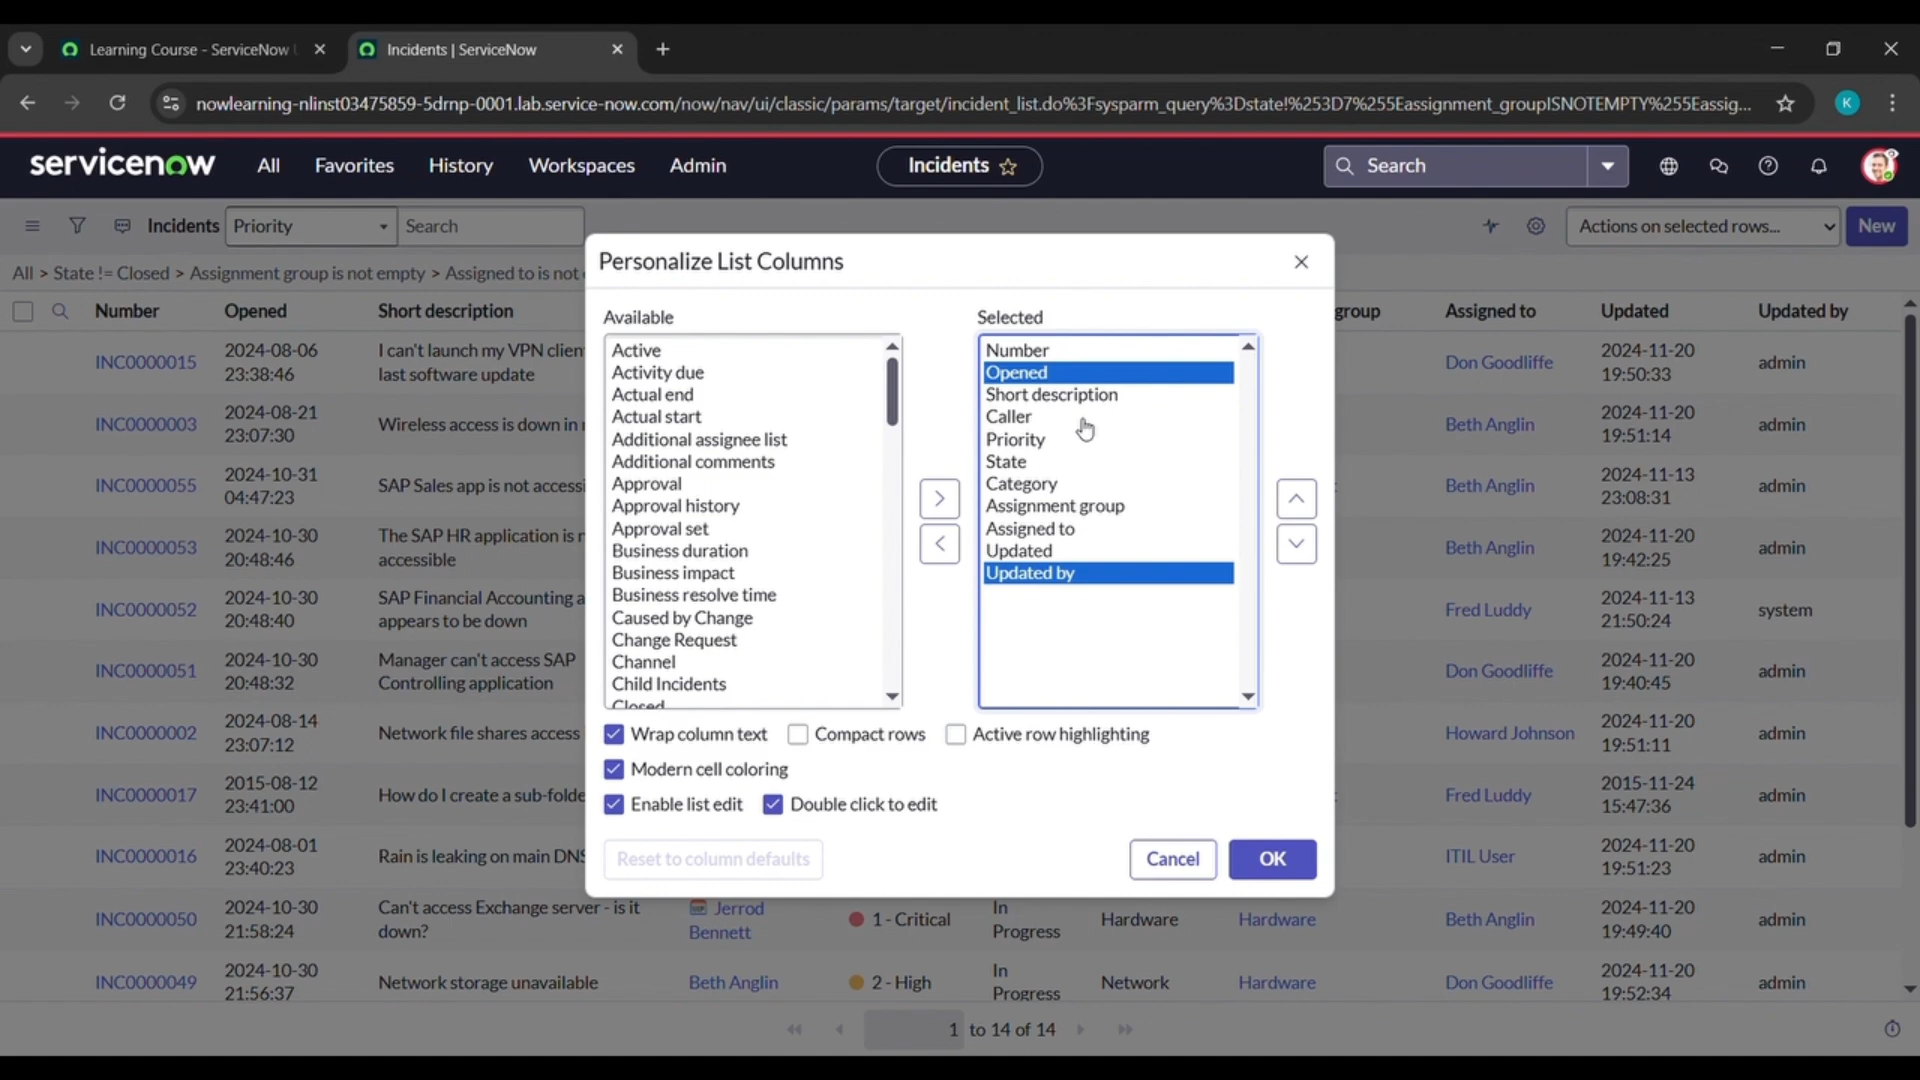 Learning Course - ServiceNow U
Incidents | ServiceNow
nowlearning-nlinst03475859-5drnp-0001.lab.service-now.com/now/nav/ui/classic/params/target/incident_list.do%3Fsysparm_query%3Dstate!%253D7%255Eassignment_groupISNOTEMPTY%255Eassig...
K
servicenow All Favorites History Workspaces Admin Incidents Search
Incidents Priority Search Actions on selected rows... New
All > State != Closed > Assignment group is not empty > Assigned to is not
Number Opened Short description group Assigned to Updated Updated by
INC0000015 2024-08-06 23:38:46 I can't launch my VPN clien last software update Don Goodliffe 2024-11-20 19:50:33 admin
INC0000003 2024-08-21 23:07:30 Wireless access is down in Beth Anglin 2024-11-20 19:51:14 admin
INC0000055 2024-10-31 04:47:23 SAP Sales app is not accessi Beth Anglin 2024-11-13 23:08:31 admin
INC0000053 2024-10-30 20:48:46 The SAP HR application is n accessible Beth Anglin 2024-11-20 19:42:25 admin
INC0000052 2024-10-30 20:48:40 SAP Financial Accounting a appears to be down Fred Luddy 2024-11-13 21:50:24 system
INC0000051 2024-10-30 20:48:32 Manager can't access SAP Controlling application Don Goodliffe 2024-11-20 19:40:45 admin
INC0000002 2024-08-14 23:07:12 Network file shares access Howard Johnson 2024-11-20 19:51:11 admin
INC0000017 2015-08-12 23:41:00 How do I create a sub-folde Fred Luddy 2015-11-24 15:47:36 admin
INC0000016 2024-08-01 23:40:23 Rain is leaking on main DNS ITIL User 2024-11-20 19:51:23 admin
INC0000050 2024-10-30 21:58:24 Can't access Exchange server - is it down? Jerrod Bennett 1 - Critical In Progress Hardware Hardware Beth Anglin 2024-11-20 19:49:40 admin
INC0000049 2024-10-30 21:56:37 Network storage unavailable Beth Anglin 2 - High In Progress Network Hardware Don Goodliffe 2024-11-20 19:52:34 admin
1 to 14 of 14
Personalize List Columns
Available
Active
Activity due
Actual end
Actual start
Additional assignee list
Additional comments
Approval
Approval history
Approval set
Business duration
Business impact
Business resolve time
Caused by Change
Change Request
Channel
Child Incidents
Closed
Selected
Number
Opened
Short description
Caller
Priority
State
Category
Assignment group
Assigned to
Updated
Updated by
Wrap column text Compact rows Active row highlighting
Modern cell coloring
Enable list edit Double click to edit
Reset to column defaults Cancel OK